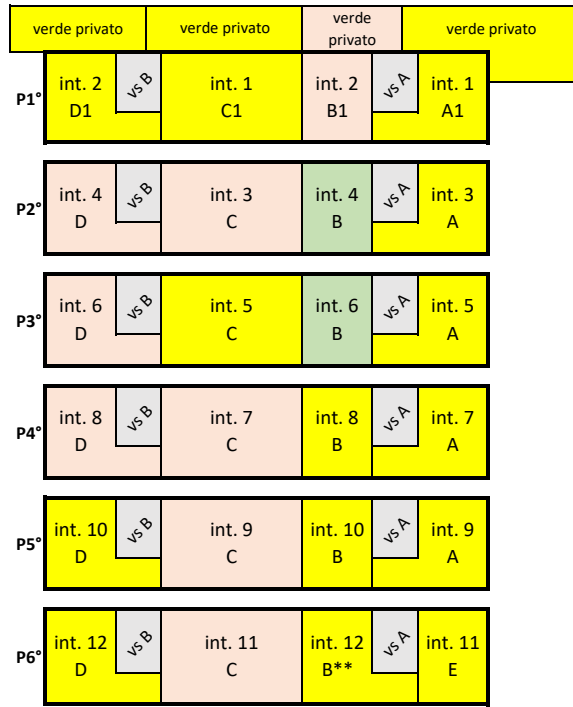 verde privato verde privato verde privato verde privato
P1° int. 2 vs B int. 1 int. 2 vs A int. 1
D1 C1 B1 A1
P2° int. 4 vs B int. 3 int. 4 vs A int. 3
D C B A
P3° int. 6 vs B int. 5 int. 6 vs A int. 5
D C B A
P4° int. 8 vs B int. 7 int. 8 vs A int. 7
D C B A
P5° int. 10 vs B int. 9 int. 10 vs A int. 9
D C B A
P6° int. 12 vs B int. 11 int. 12 vs A int. 11
D C B** E